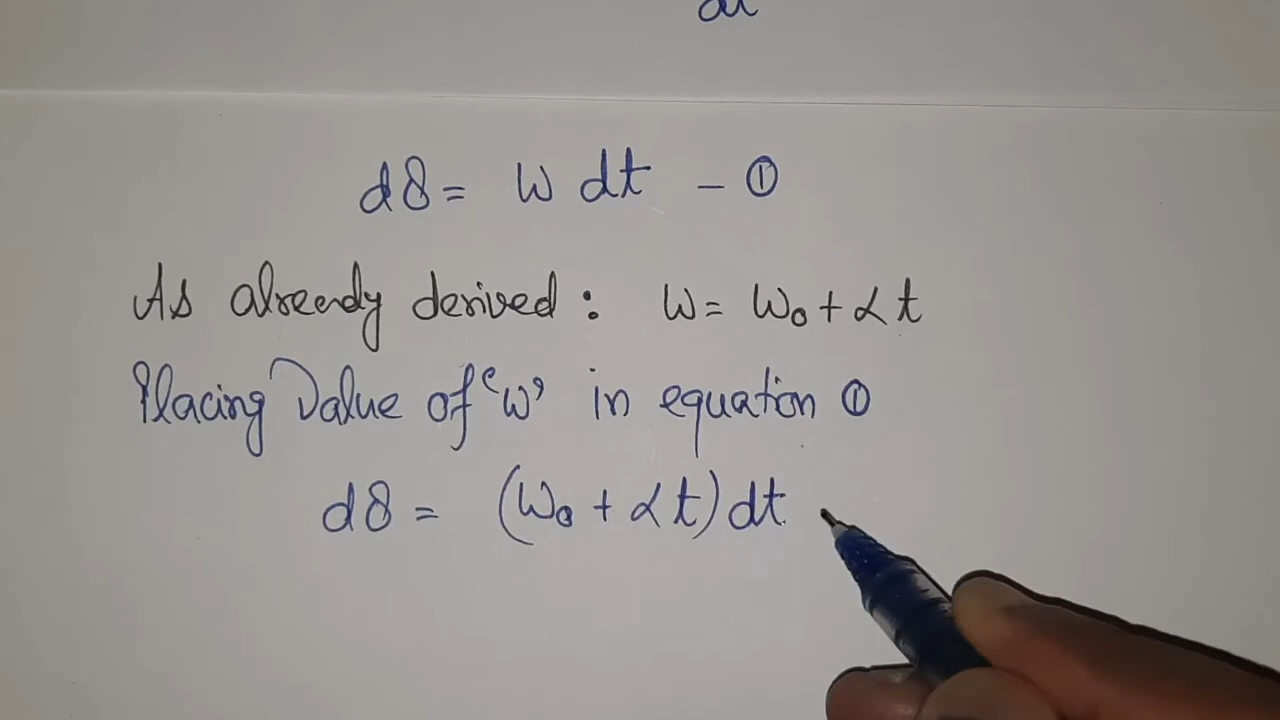 dθ = ω dt – ①
As already derived : ω = ω₀ + αt
Placing Value of 'ω' in equation ①
dθ = (ω₀ + αt) dt